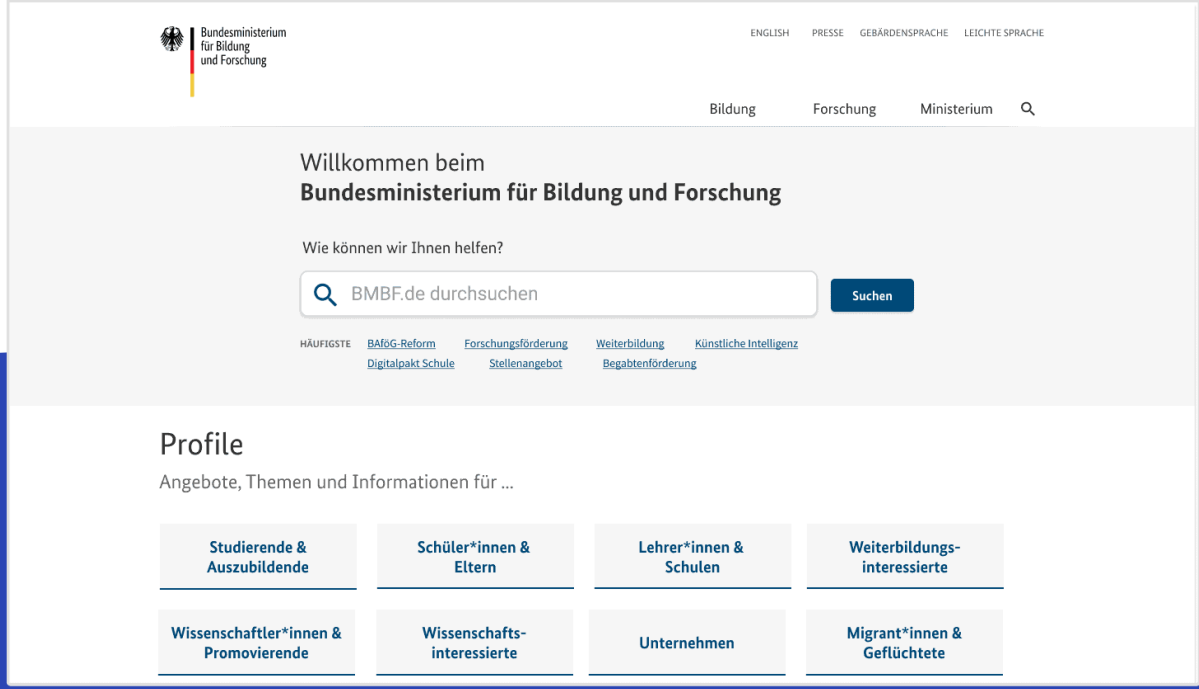 Bundesministerium
für Bildung
und Forschung
ENGLISH PRESSE GEBÄRDENSPRACHE LEICHTE SPRACHE
Bildung Forschung Ministerium
Willkommen beim
Bundesministerium für Bildung und Forschung
Wie können wir Ihnen helfen?
BMBF.de durchsuchen
Suchen
HÄUFIGSTE BAföG-Reform Forschungsförderung Weiterbildung Künstliche Intelligenz
Digitalpakt Schule Stellenangebot Begabtenförderung
Profile
Angebote, Themen und Informationen für ...
Studierende &
Auszubildende
Schüler*innen &
Eltern
Lehrer*innen &
Schulen
Weiterbildungs-
interessierte
Wissenschaftler*innen &
Promovierende
Wissenschafts-
interessierte
Unternehmen
Migrant*innen &
Geflüchtete